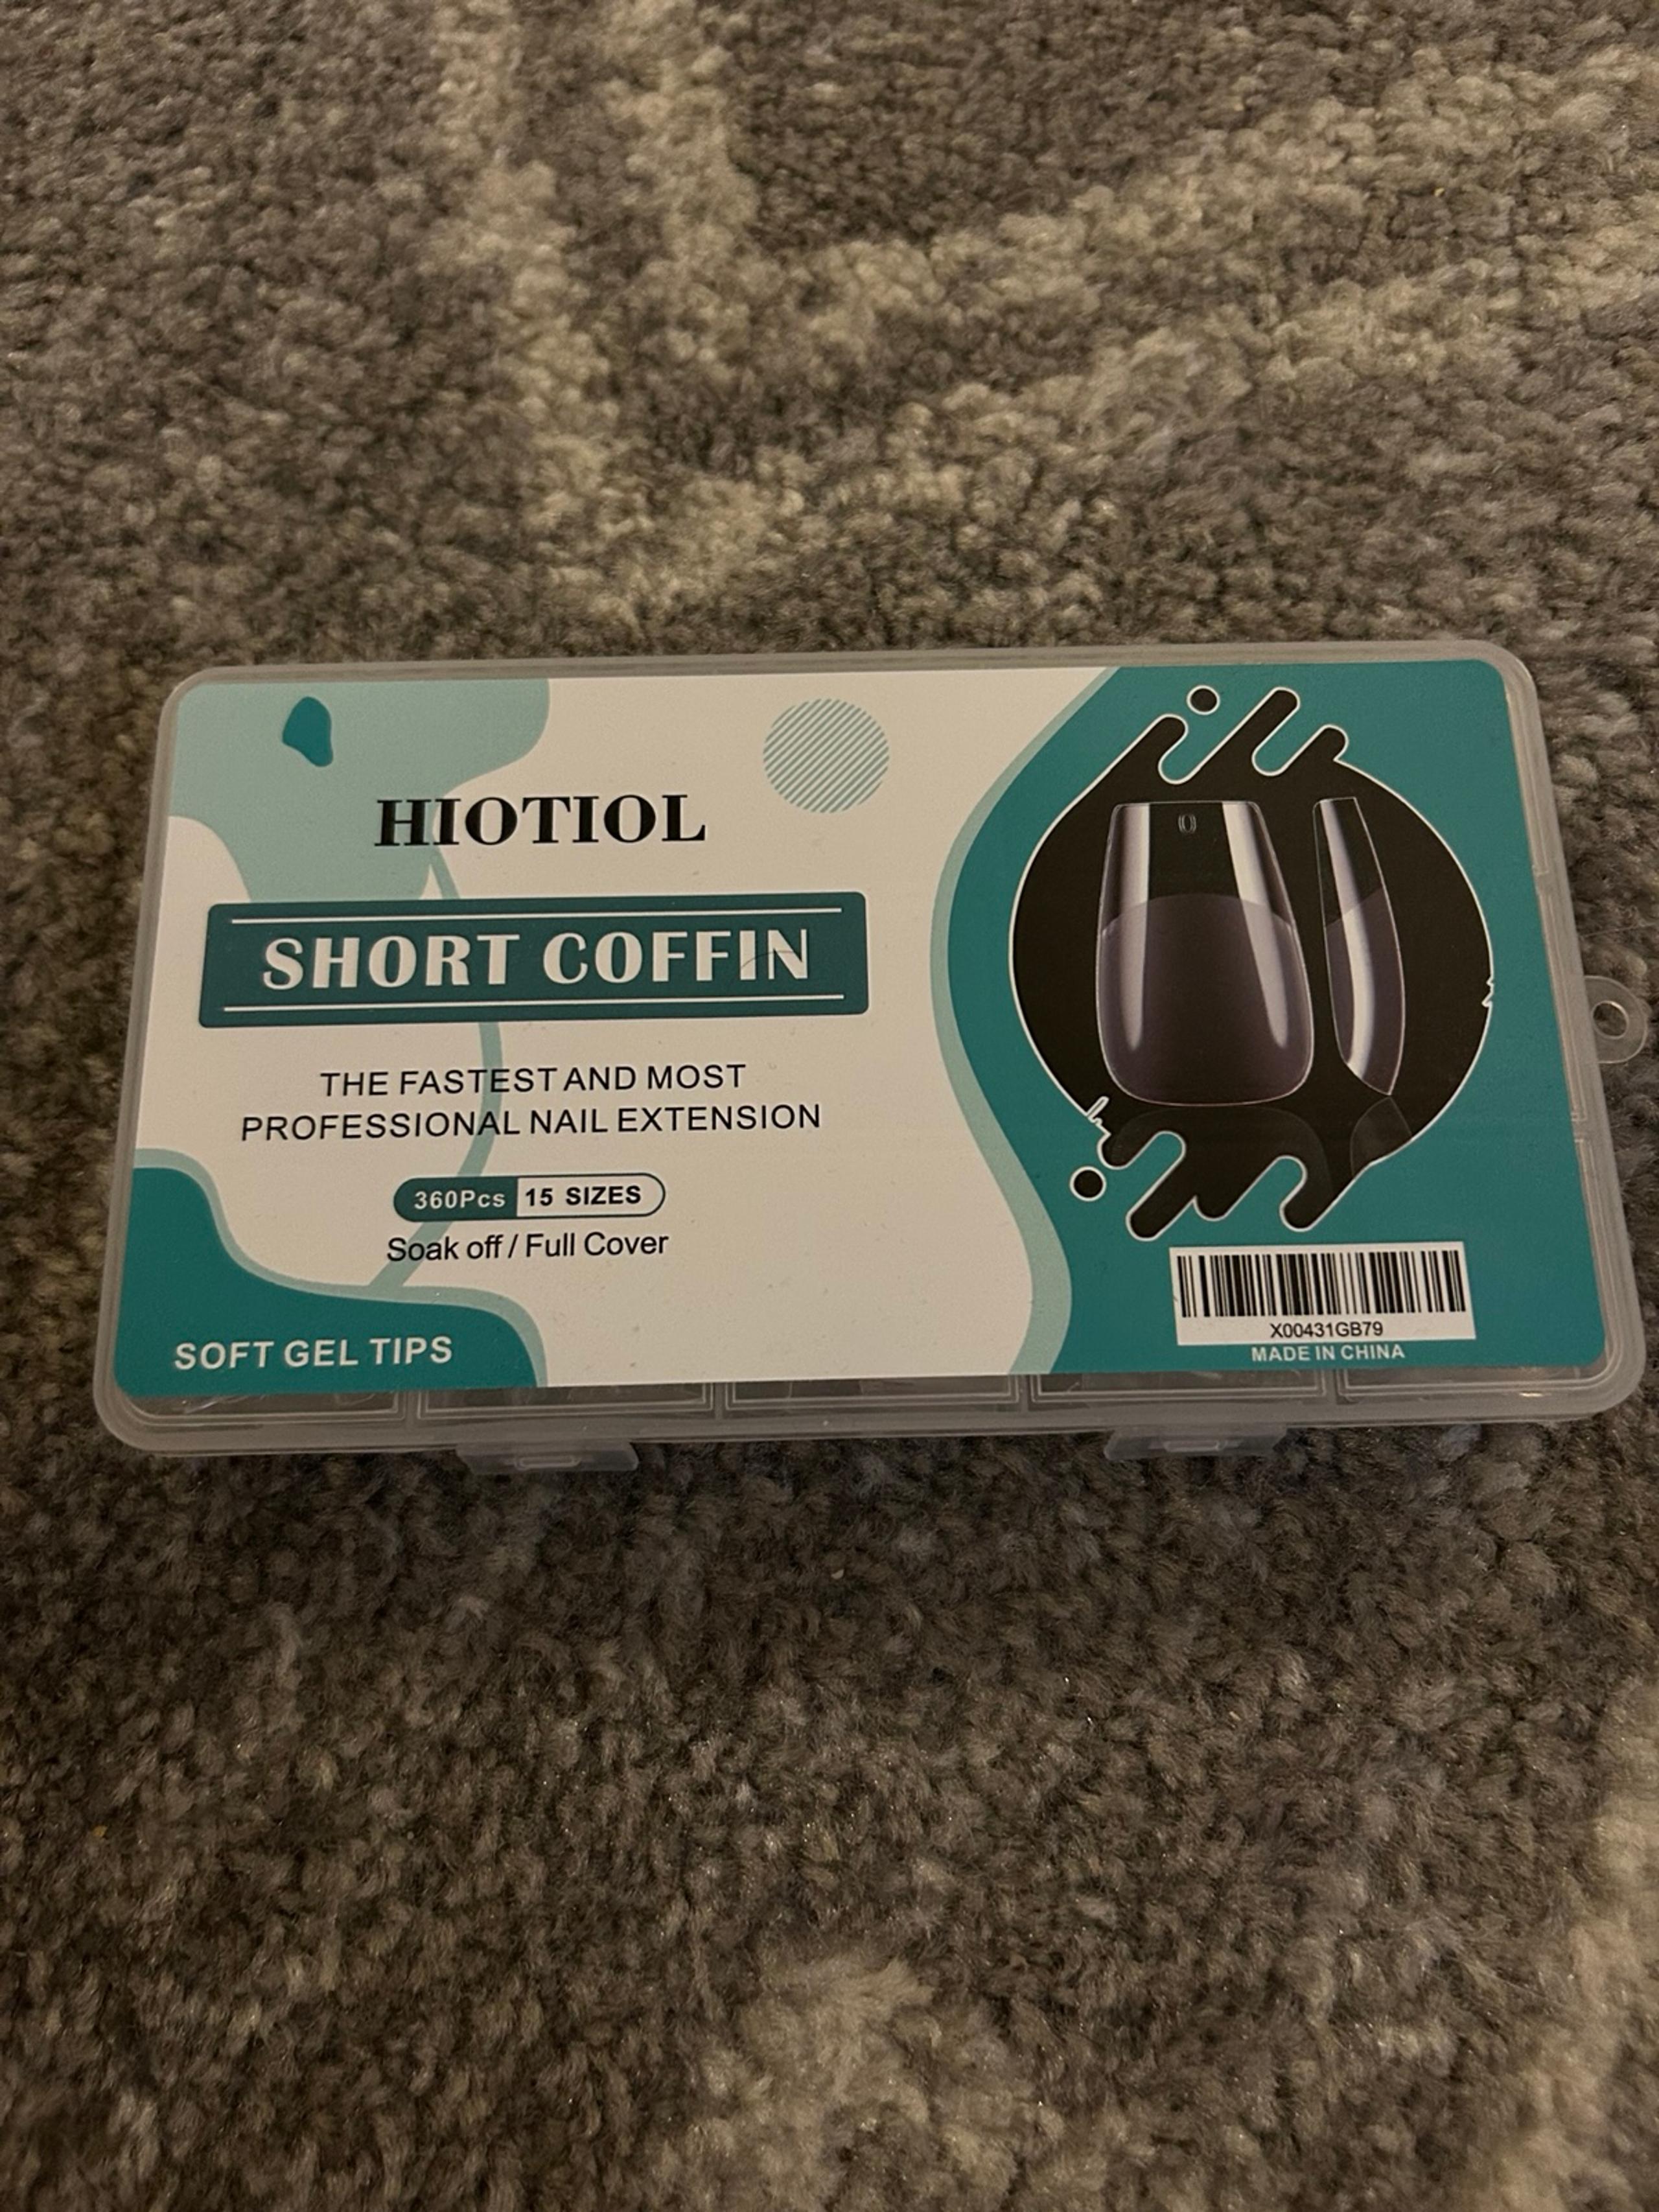 HIOTIOL
SHORT COFFIN
THE FASTEST AND MOST
PROFESSIONAL NAIL EXTENSION
360Pcs 15 SIZES
Soak off / Full Cover
SOFT GEL TIPS
0
X00431GB79
MADE IN CHINA